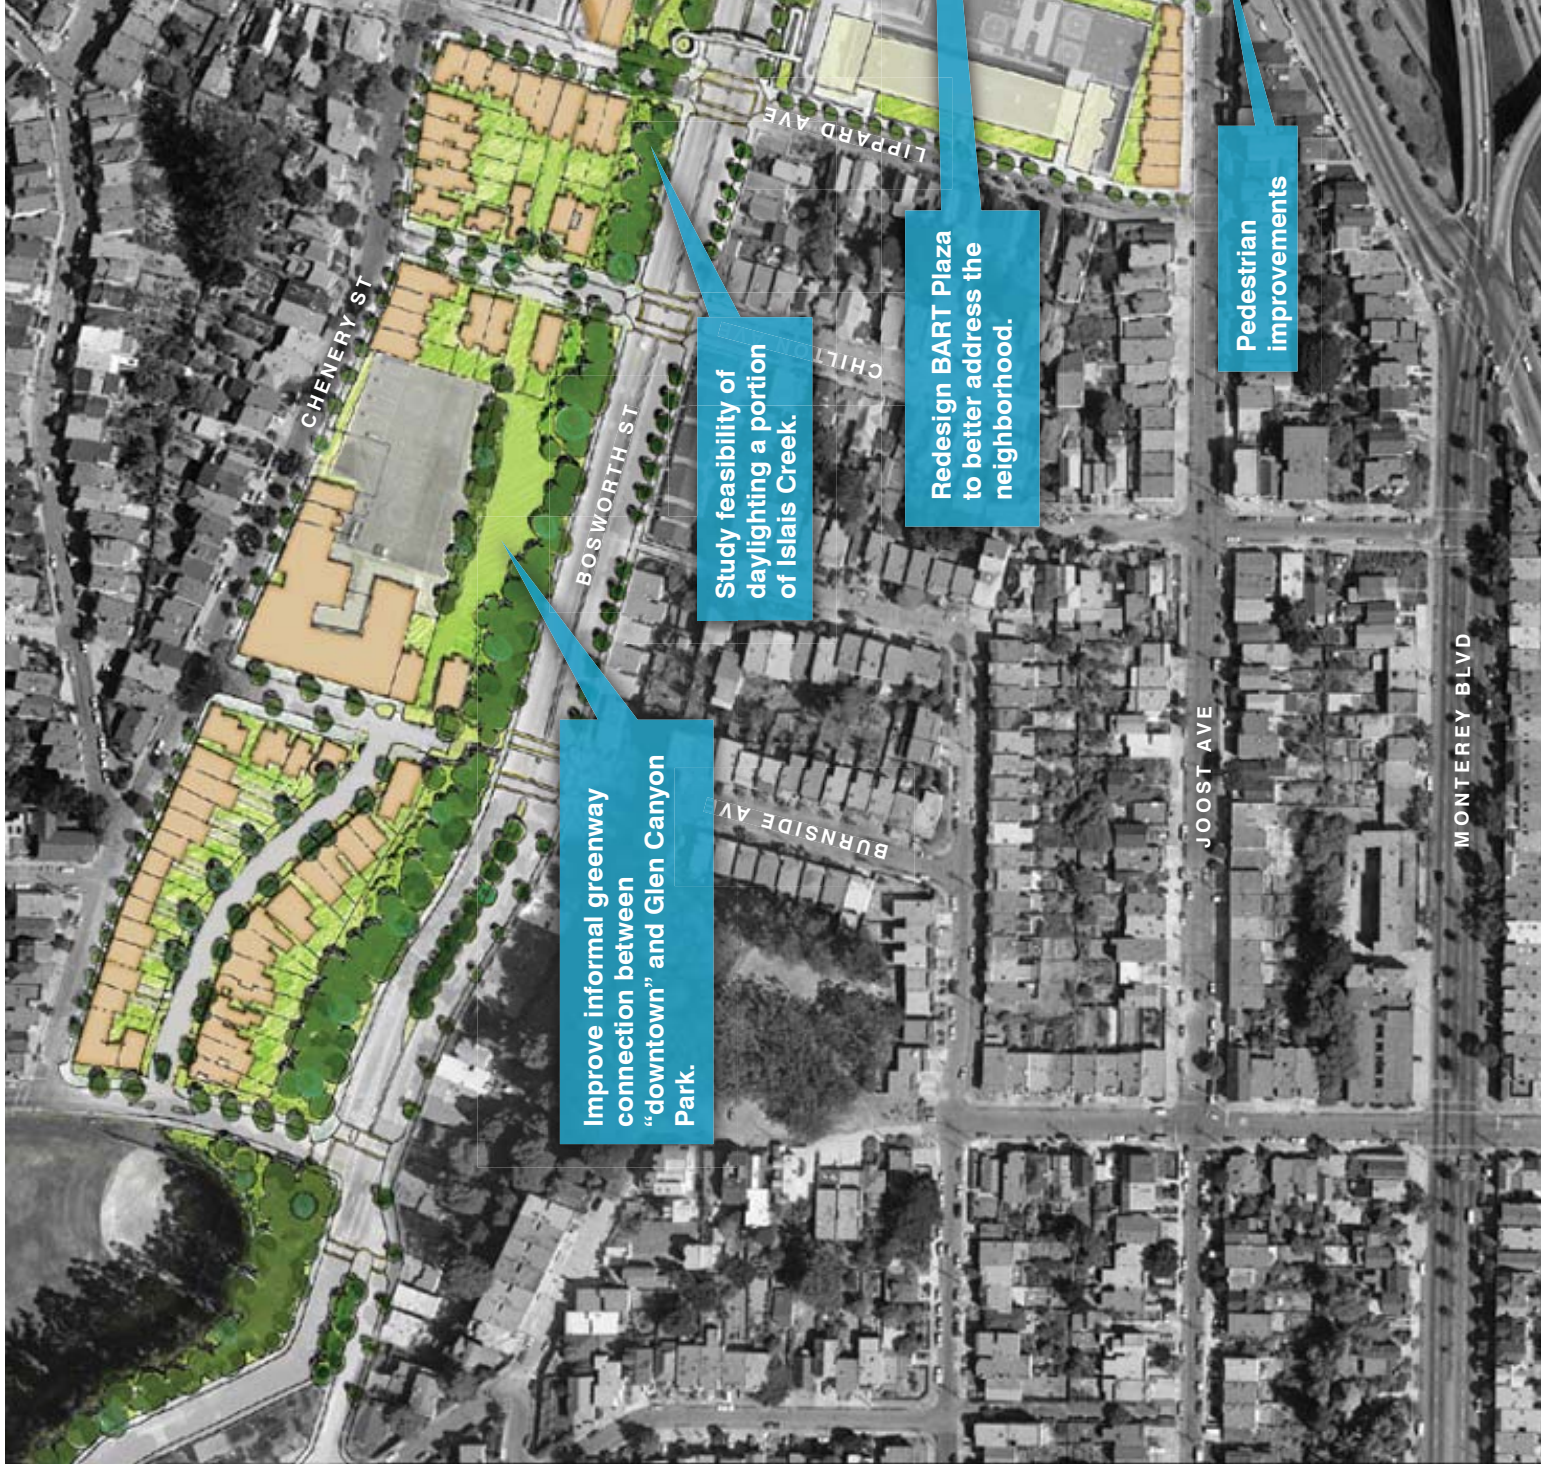 CHENERY ST
BOSWORTH ST
LIPPARD AVE
BURNSIDE AVE
JOOST AVE
MONTEREY BLVD
Improve informal greenway
connection between
“downtown” and Glen Canyon
Park.
Study feasibility of
daylighting a portion
of Islais Creek.
Redesign BART Plaza
to better address the
neighborhood.
Pedestrian
improvements